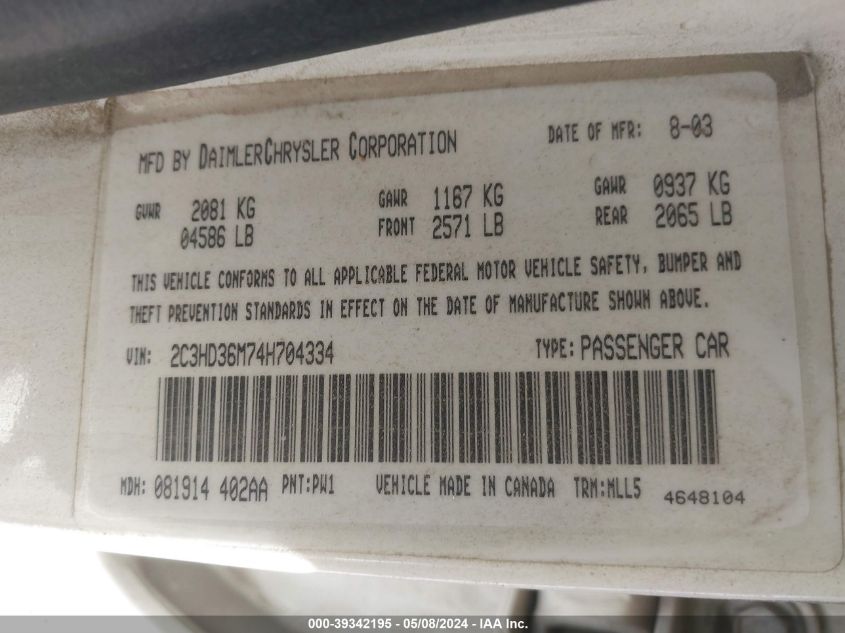 MFD BY DAIMLERCHRYSLER CORPORATION DATE OF MFR: 8-03
GVWR 2081 KG GAWR 1167 KG GAWR 0937 KG
04586 LB FRONT 2571 LB REAR 2065 LB
THIS VEHICLE CONFORMS TO ALL APPLICABLE FEDERAL MOTOR VEHICLE SAFETY, BUMPER AND
THEFT PREVENTION STANDARDS IN EFFECT ON THE DATE OF MANUFACTURE SHOWN ABOVE.
VIN: 2C3HD36M74H704334 TYPE: PASSENGER CAR
MDH: 081914 402AA PNT:PW1 VEHICLE MADE IN CANADA TRM:MLL5 4648104
000-39342195 - 05/08/2024 - IAA Inc.